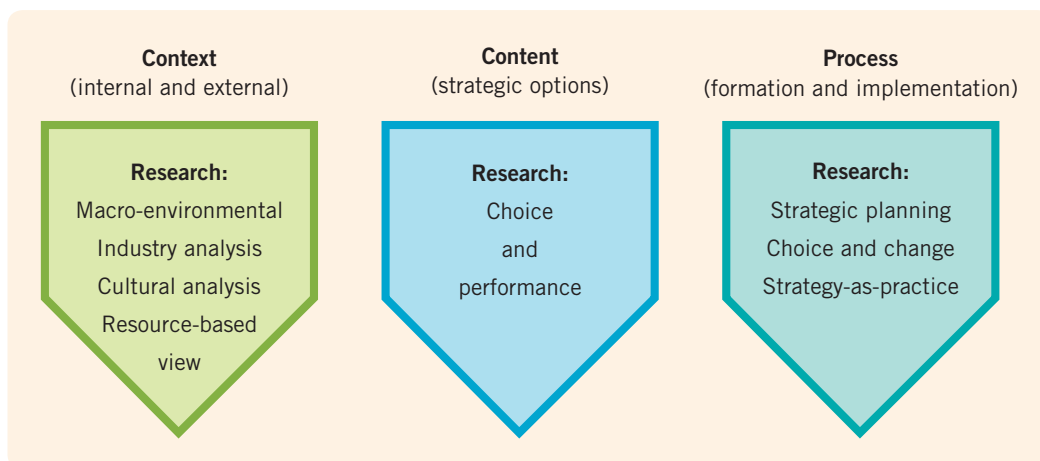 Context
(internal and external)
Research:
Macro-environmental
Industry analysis
Cultural analysis
Resource-based
view
Content
(strategic options)
Research:
Choice
and
performance
Process
(formation and implementation)
Research:
Strategic planning
Choice and change
Strategy-as-practice